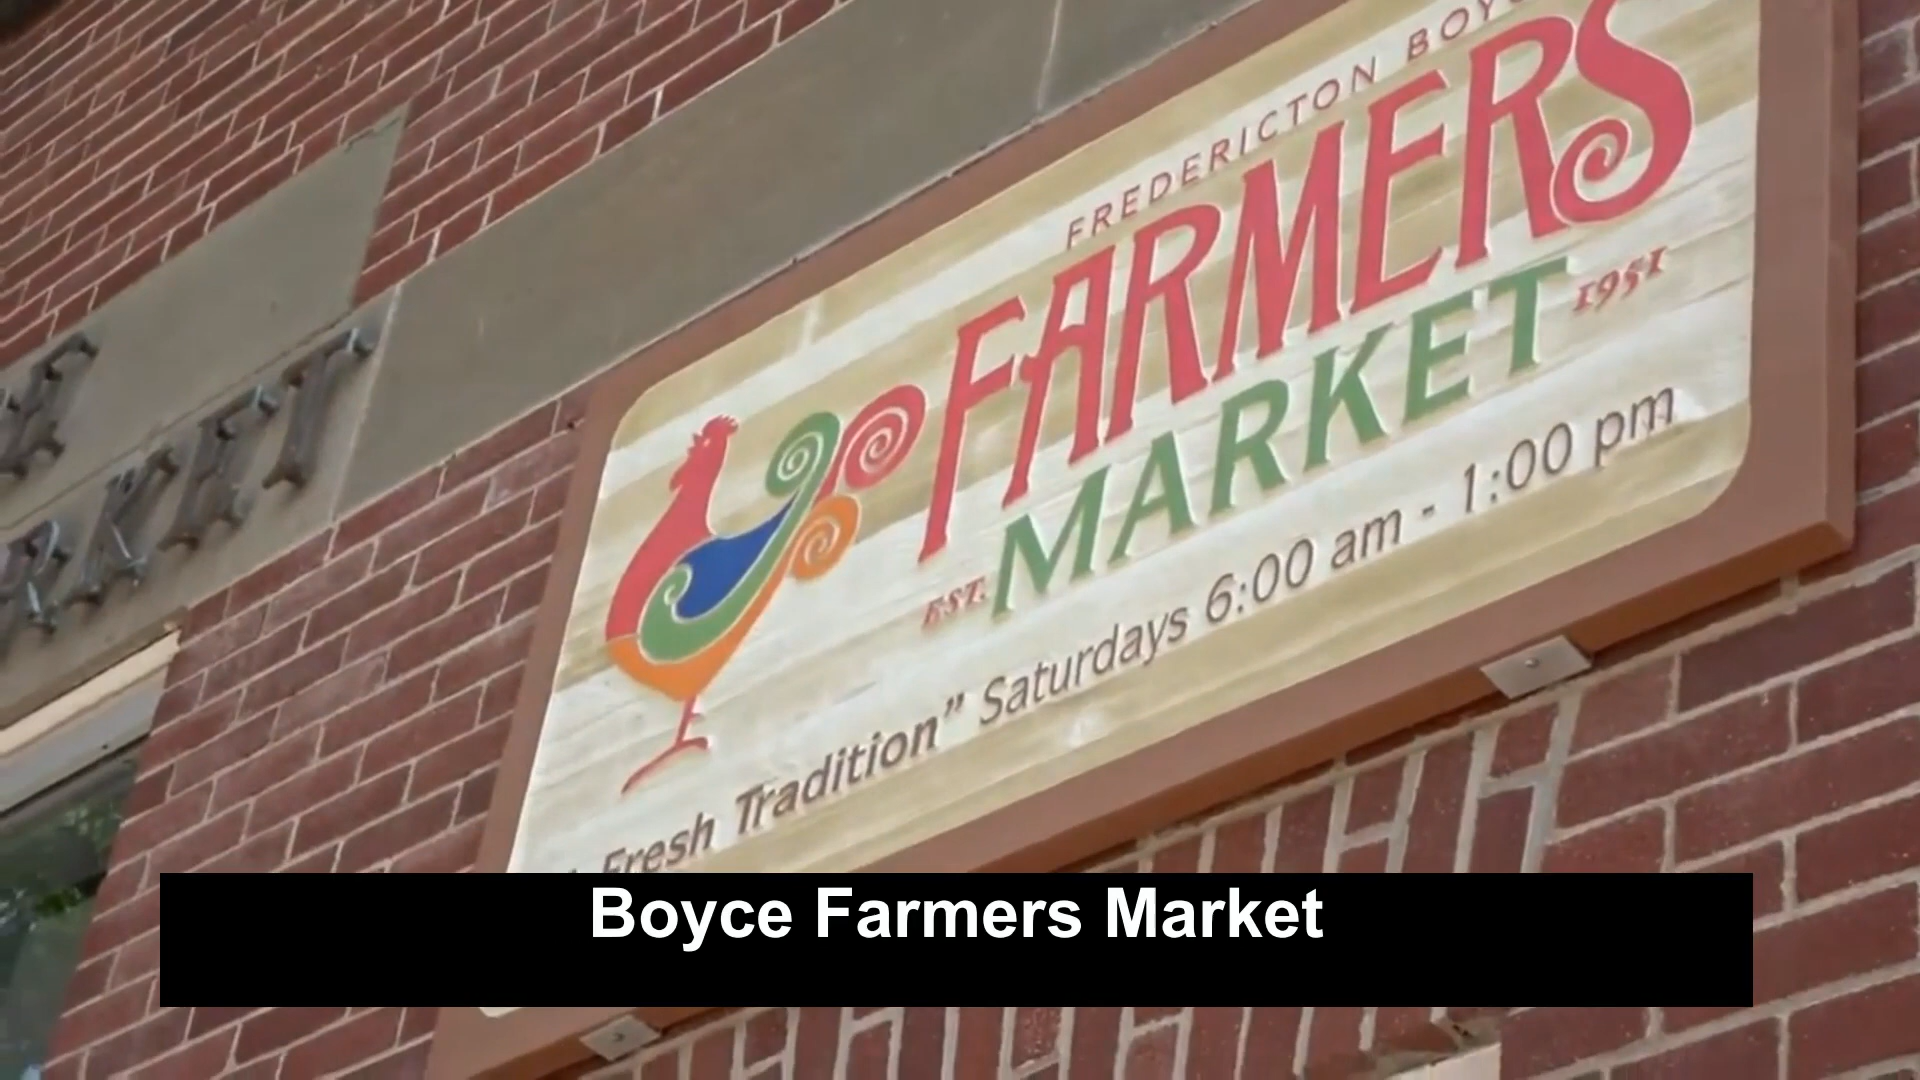 FREDERICTON
FARMERS
EST. MARKET 1951
Fresh Tradition" Saturdays 6:00 am - 1:00 pm
Boyce Farmers Market